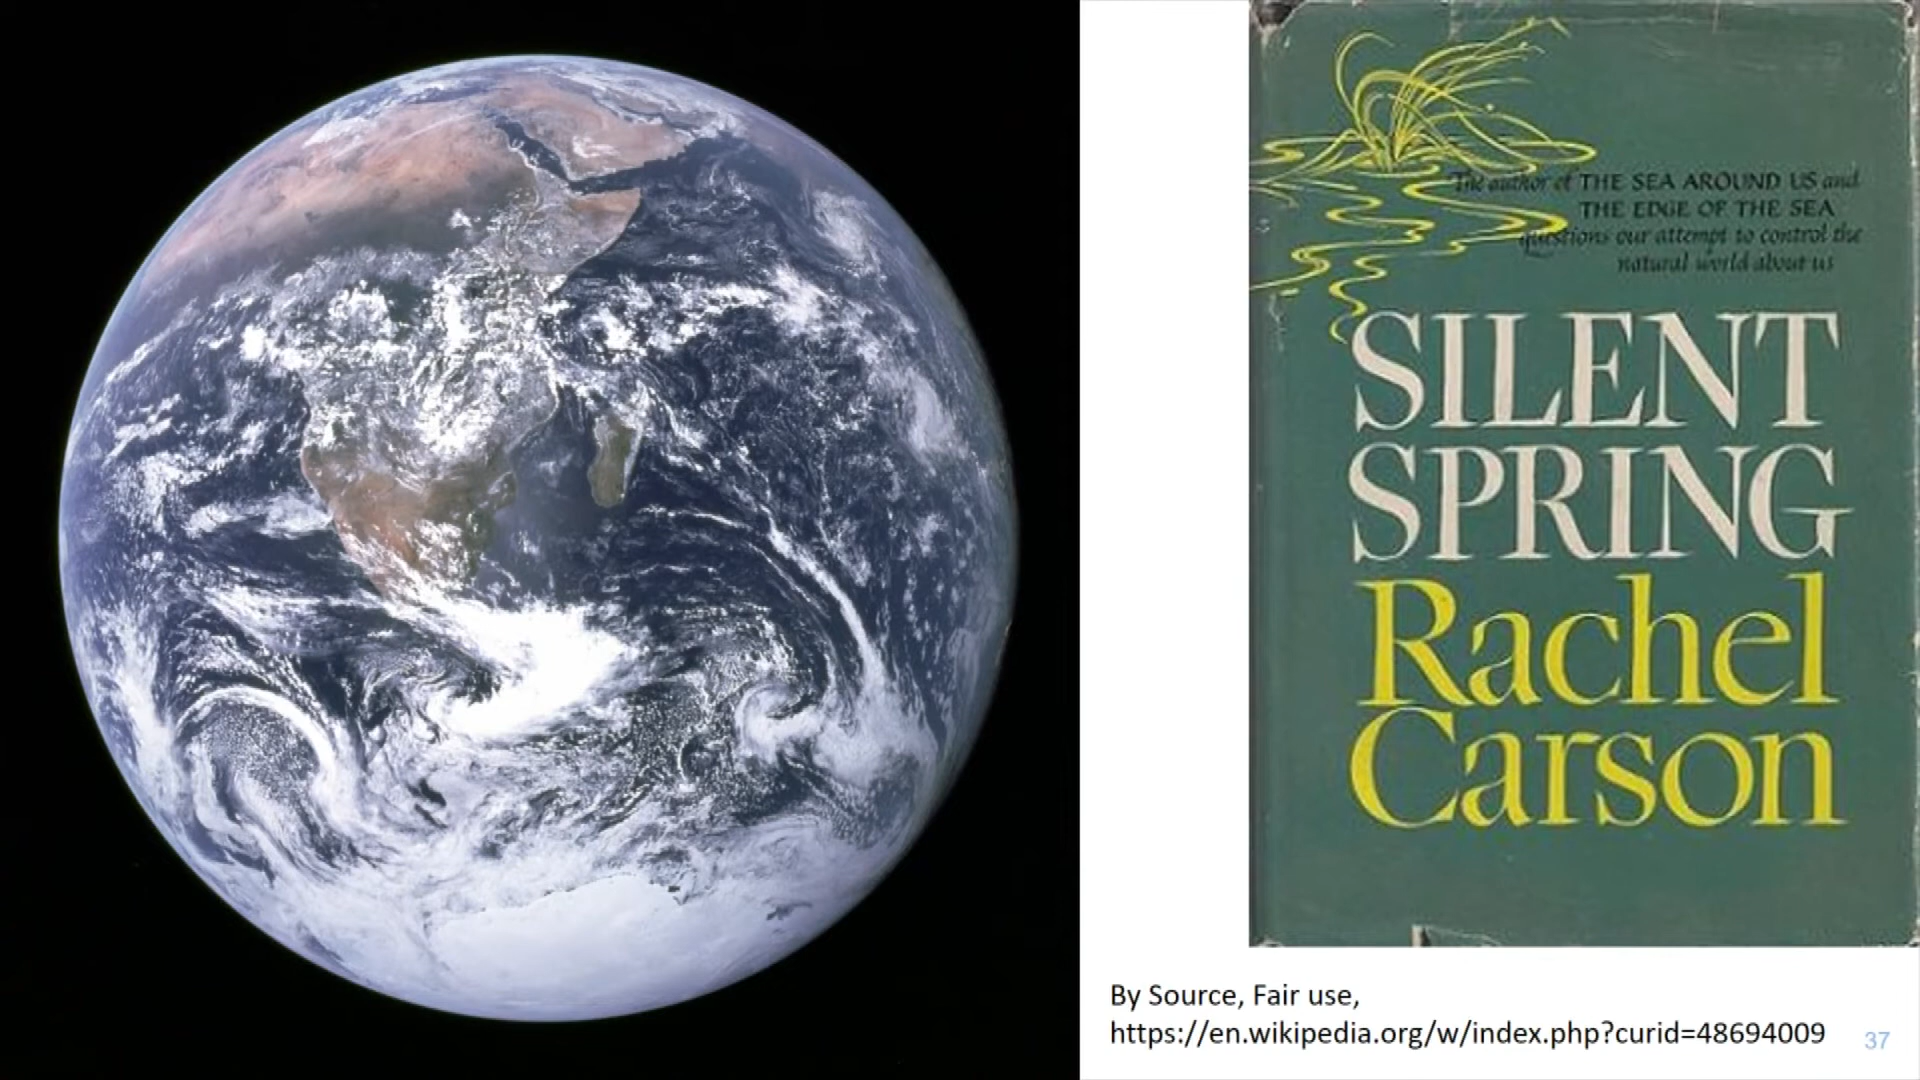 The author of THE SEA AROUND US and
THE EDGE OF THE SEA
questions our attempt to control the
natural world about us
SILENT
SPRING
Rachel
Carson
By Source, Fair use,
https://en.wikipedia.org/w/index.php?curid=48694009
37